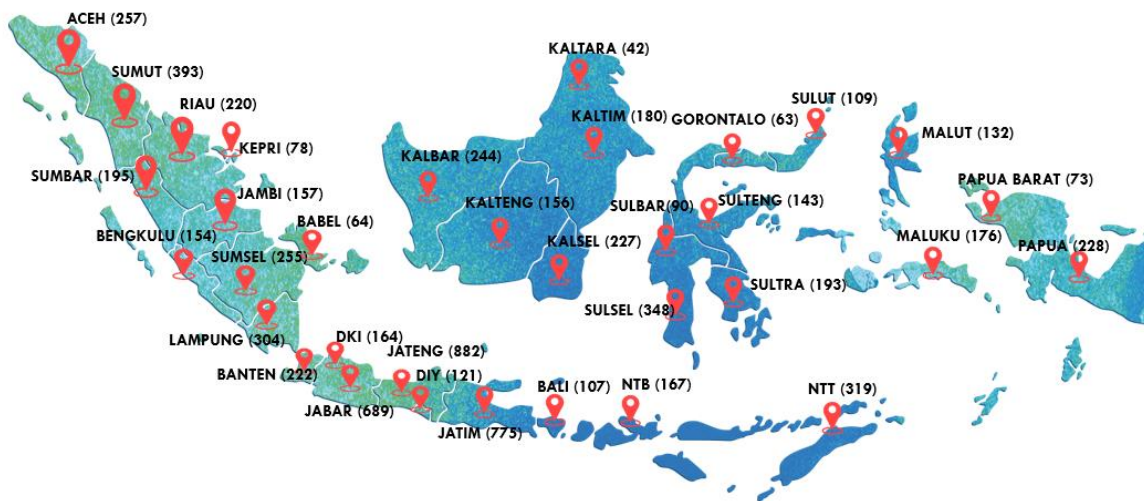 ACEH (257)
SUMUT (393)
RIAU (220)
KEPRI (78)
SUMBAR (195)
JAMBI (157)
BABEL (64)
BENGKULU (154)
SUMSEL (255)
LAMPUNG (304)
DKI (164)
BANTEN (222)
JATENG (882)
DIY (121)
JABAR (689)
JATIM (775)
KALTARA (42)
KALTIM (180)
KALBAR (244)
KALTENG (156)
KALSEL (227)
GORONTALO (63)
SULUT (109)
SULBAR (90)
SULTENG (143)
SULSEL (348)
SULTRA (193)
BALI (107)
NTB (167)
NTT (319)
MALUT (132)
PAPUA BARAT (73)
MALUKU (176)
PAPUA (228)